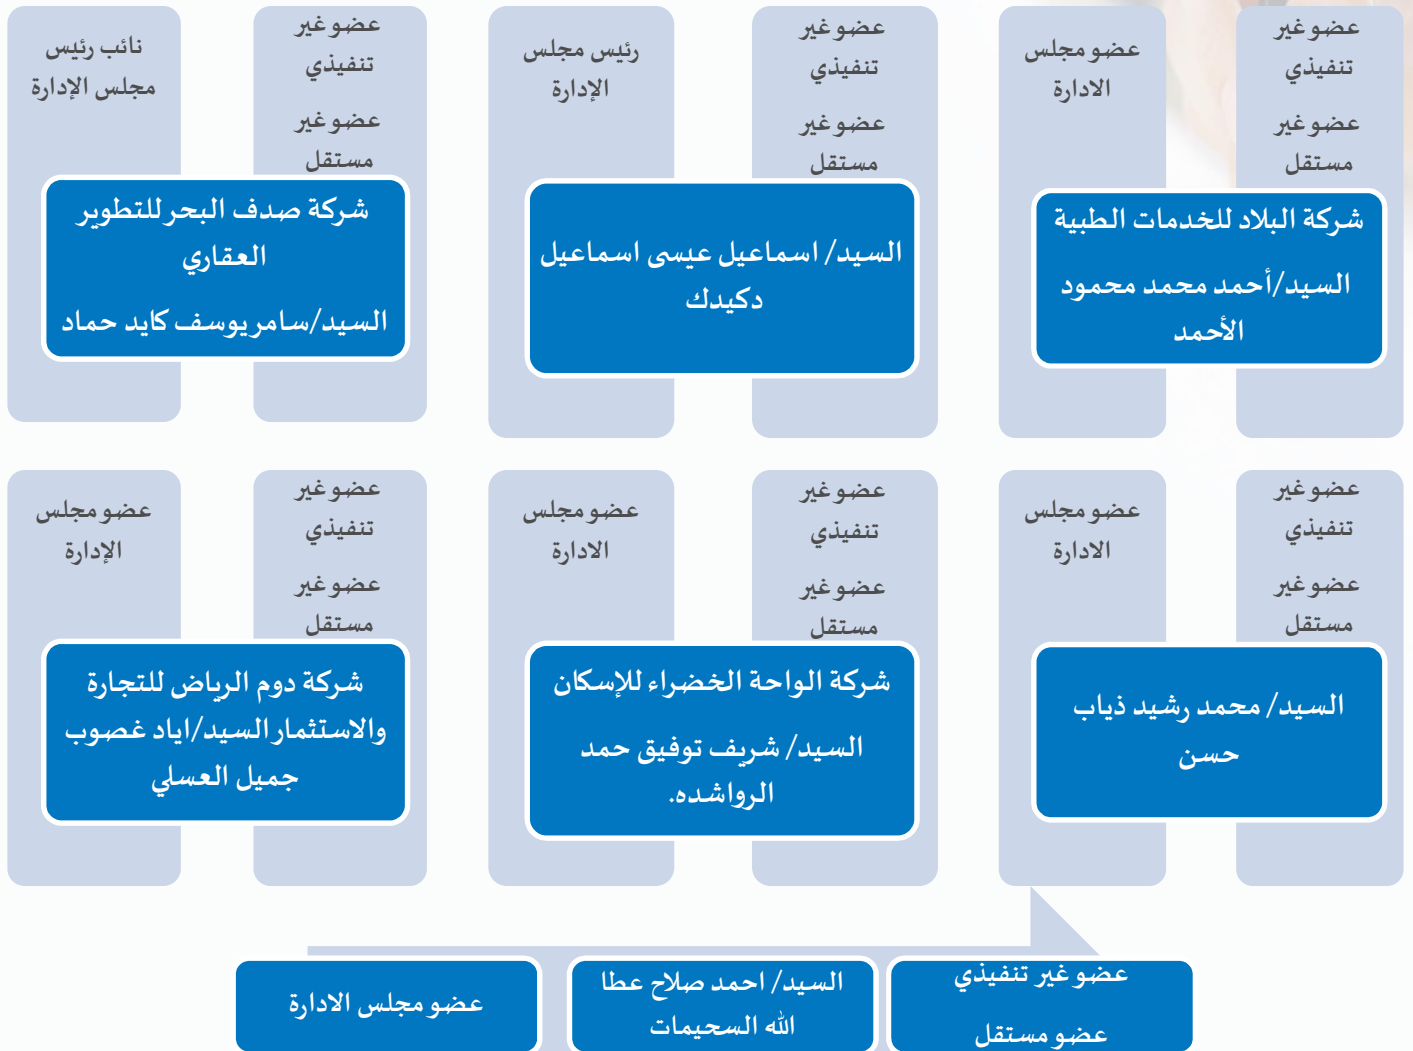 عضو غير
تنفيذي
عضو غير
مستقل
عضو مجلس
الادارة
شركة البلاد للخدمات الطبية
السيد/أحمد محمد محمود
الأحمد
عضو غير
تنفيذي
عضو غير
مستقل
رئيس مجلس
الإدارة
السيد/ اسماعيل عيسى اسماعيل
دكيدك
عضو غير
تنفيذي
عضو غير
مستقل
نائب رئيس
مجلس الإدارة
شركة صدف البحر للتطوير
العقاري
السيد/سامر يوسف كايد حماد
عضو غير
تنفيذي
عضو غير
مستقل
عضو مجلس
الادارة
السيد/ محمد رشيد ذياب
حسن
عضو غير
تنفيذي
عضو غير
مستقل
عضو مجلس
الادارة
شركة الواحة الخضراء للإسكان
السيد/ شريف توفيق حمد
الرواشده.
عضو غير
تنفيذي
عضو غير
مستقل
عضو مجلس
الإدارة
شركة دوم الرياض للتجارة
والاستثمار السيد/اياد غصوب
جميل العسلي
عضو غير تنفيذي
عضو مستقل
السيد/ احمد صلاح عطا
الله السحيمات
عضو مجلس الادارة